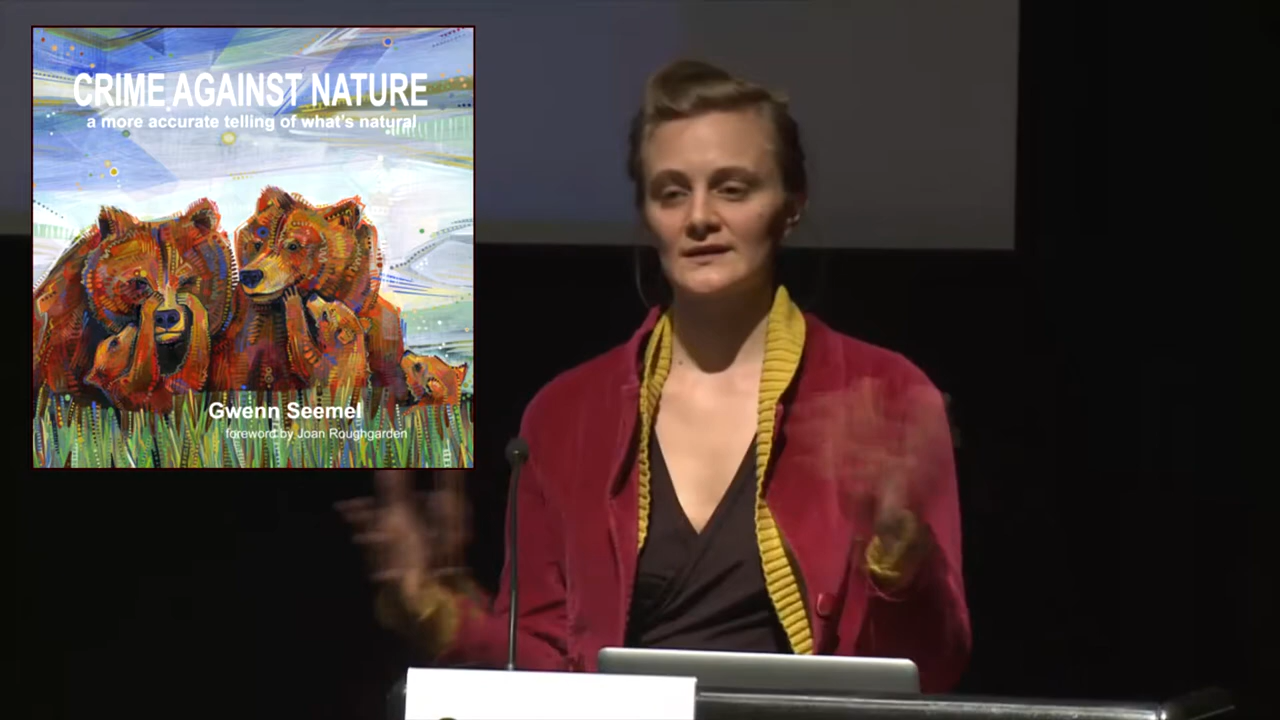 CRIME AGAINST NATURE
a more accurate telling of what's natural
Gwenn Seemel
foreword by Joan Roughgarden